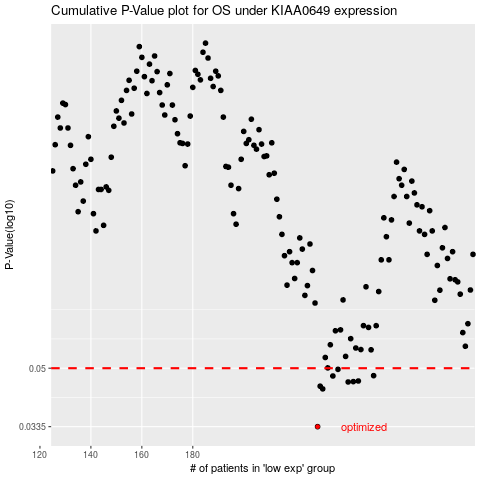 Cumulative P-Value plot for OS under KIAA0649 expression
P-Value(log10)
0.05
0.0335
optimized
120 140 160 180
# of patients in 'low exp' group